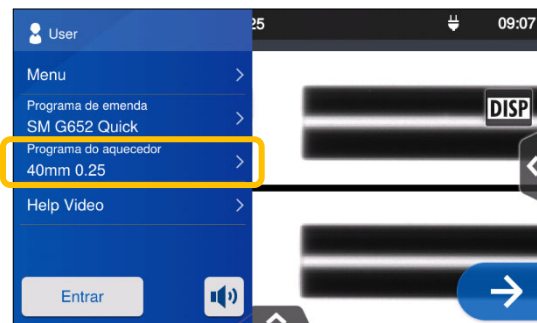 User
25
09:07
Menu
Programa de emenda
SM G652 Quick
DISP
Programa do aquecedor
40mm 0.25
Help Video
Entrar